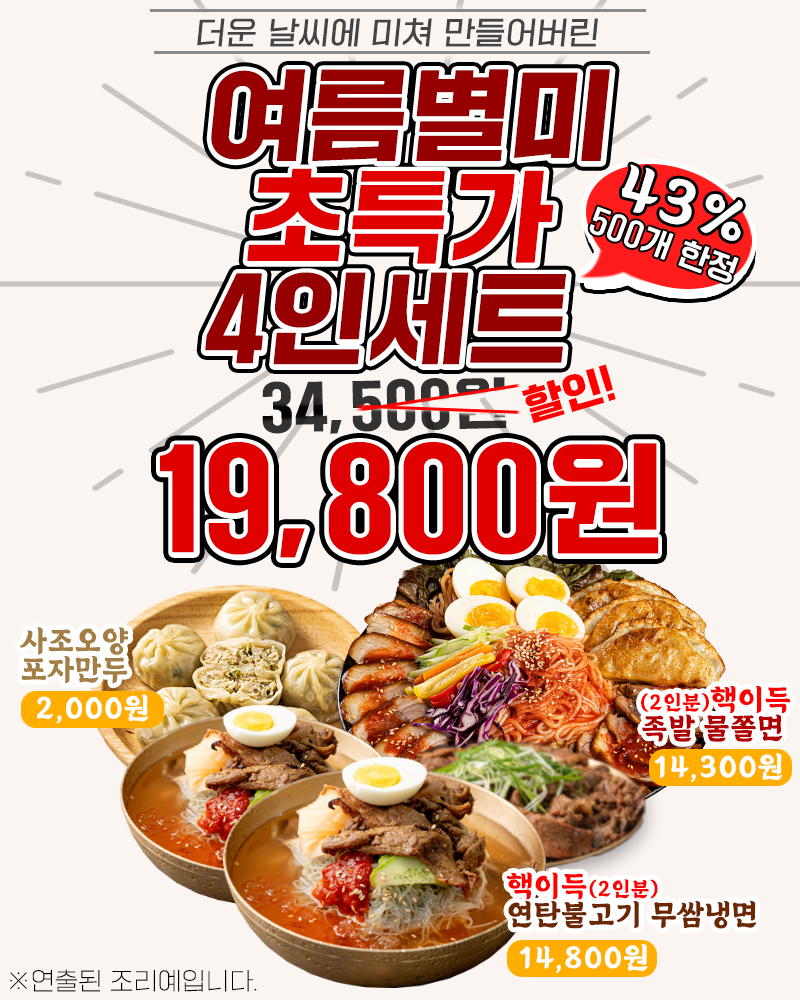 더운 날씨에 미쳐 만들어버린
여름별미
초특가
4인세트
43%
500개 한정
34,500원 할인!
19,800원
사조오양
포자만두
2,000원
(2인분)핵이득
족발 물쫄면
14,300원
핵이득(2인분)
연탄불고기 무쌈냉면
14,800원
※연출된 조리예입니다.